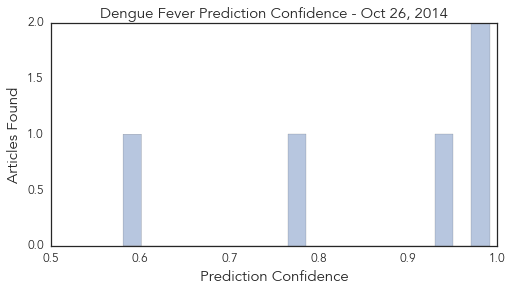 Dengue Fever Prediction Confidence - Oct 26, 2014
2.0
1.5
1.0
0.5
0.0
Articles Found
0.5 0.6 0.7 0.8 0.9 1.0
Prediction Confidence